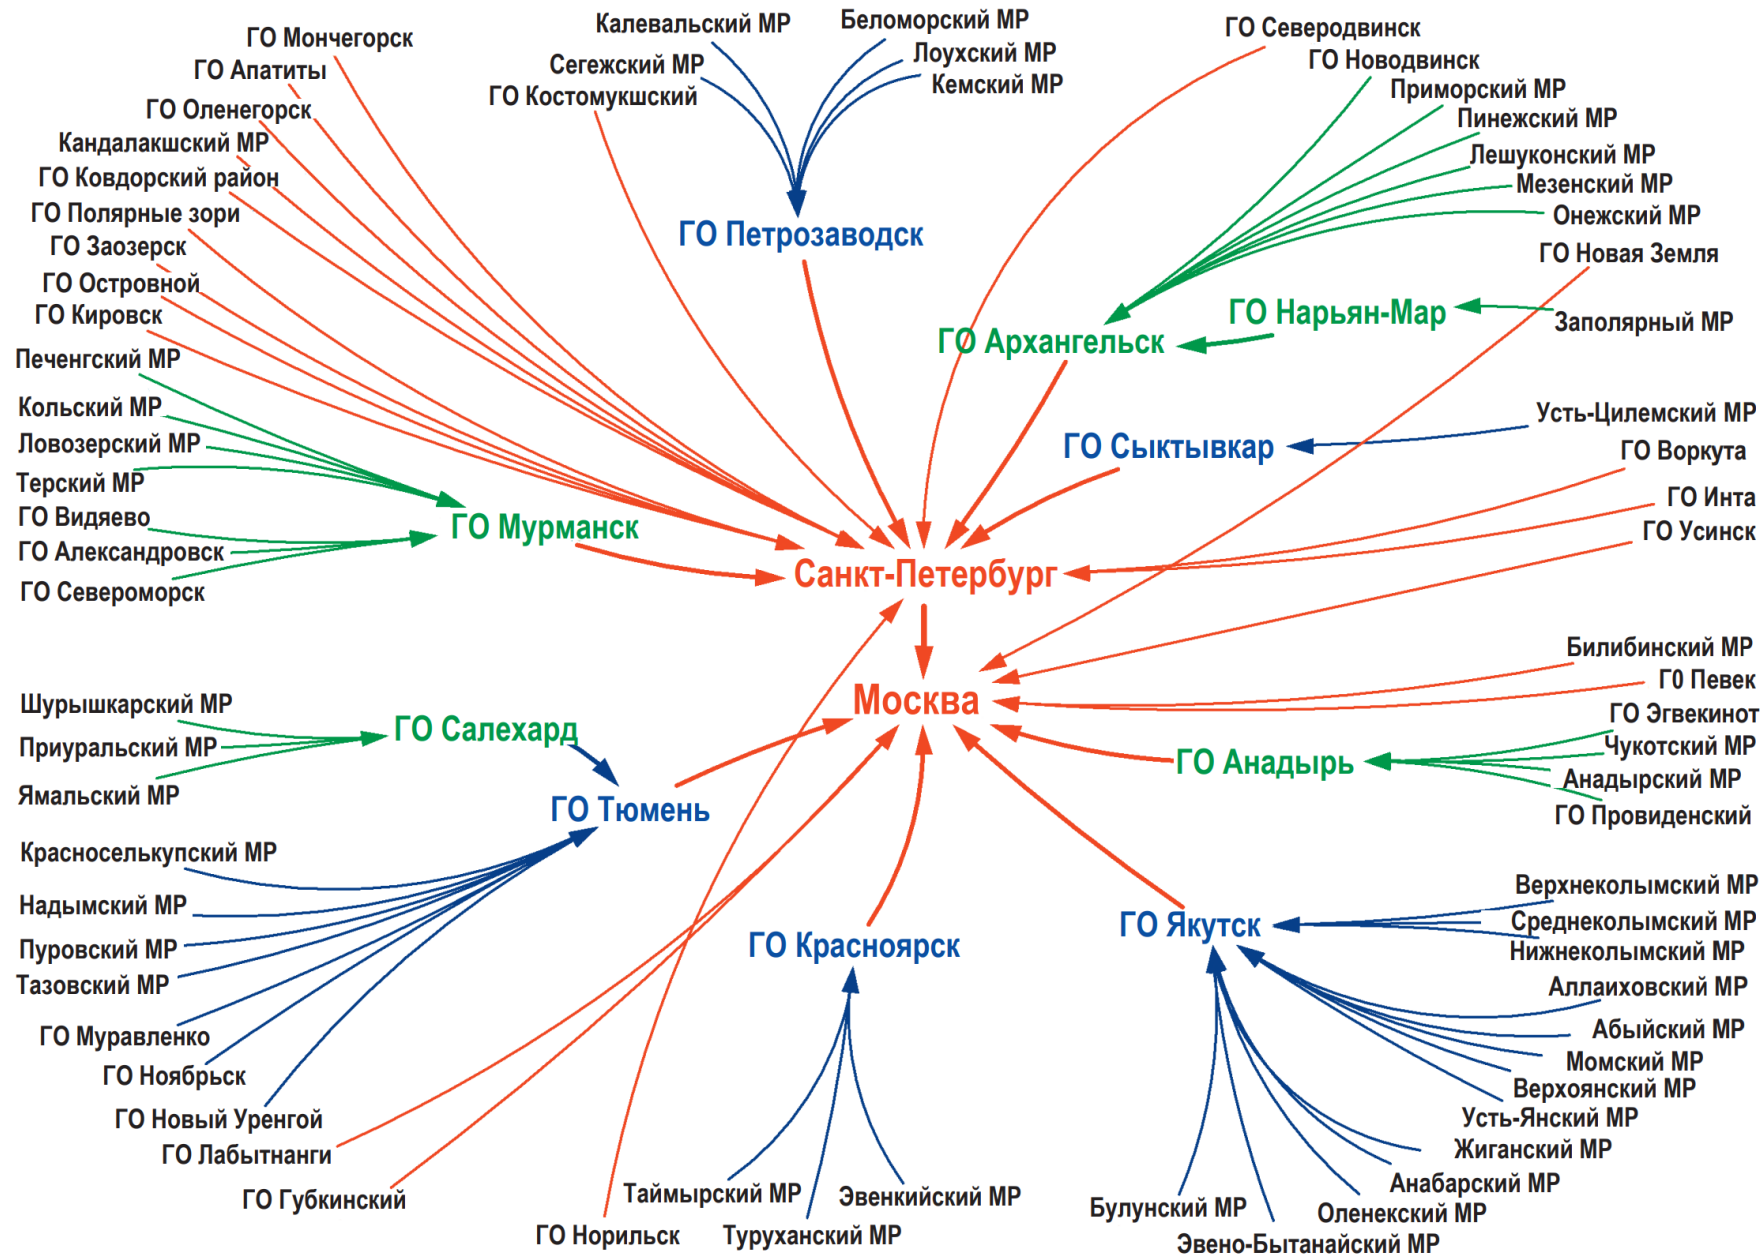 ГО Мончегорск
ГО Апатиты
ГО Оленегорск
Кандалакшский МР
ГО Ковдорский район
ГО Полярные зори
ГО Заозерск
ГО Островной
ГО Кировск
Печенгский МР
Кольский МР
Ловозерский МР
Терский МР
ГО Видяево
ГО Александровск
ГО Североморск
ГО Мурманск
Калевальский МР
Сегежский МР
ГО Костомукшский
Беломорский МР
Лоухский МР
Кемский МР
ГО Петрозаводск
ГО Северодвинск
ГО Новодвинск
Приморский МР
Пинежский МР
Лешуконский МР
Мезенский МР
Онежский МР
ГО Новая Земля
ГО Нарьян-Мар
Заполярный МР
ГО Архангельск
Усть-Цилемский МР
ГО Сыктывкар
ГО Воркута
ГО Инта
ГО Усинск
Санкт-Петербург
Москва
Билибинский МР
Г0 Певек
ГО Эгвекинот
Чукотский МР
Анадырский МР
ГО Провиденский
ГО Анадырь
Шурышкарский МР
Приуральский МР
Ямальский МР
ГО Салехард
ГО Тюмень
Красноселькупский МР
Надымский МР
Пуровский МР
Тазовский МР
ГО Муравленко
ГО Ноябрьск
ГО Новый Уренгой
ГО Лабытнанги
ГО Губкинский
ГО Норильск
ГО Красноярск
Таймырский МР
Туруханский МР
Эвенкийский МР
ГО Якутск
Верхнеколымский МР
Среднеколымский МР
Нижнеколымский МР
Аллаиховский МР
Абыйский МР
Момский МР
Верхоянский МР
Усть-Янский МР
Жиганский МР
Анабарский МР
Оленекский МР
Булунский МР
Эвено-Бытанайский МР